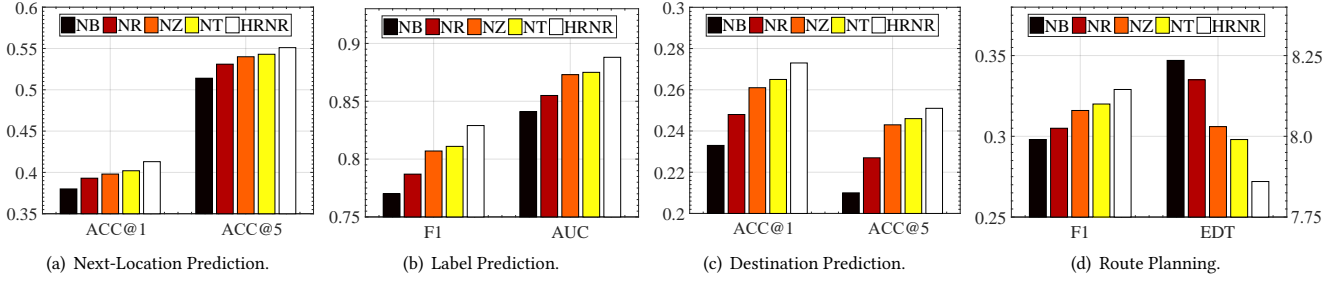 0.6
0.55
0.5
0.45
0.4
0.35
NB NR NZ NT HRNR
ACC@1 ACC@5
(a) Next-Location Prediction.
0.9
0.85
0.8
0.75
NB NR NZ NT HRNR
F1 AUC
(b) Label Prediction.
0.3
0.28
0.26
0.24
0.22
0.2
NB NR NZ NT HRNR
ACC@1 ACC@5
(c) Destination Prediction.
0.35
0.3
0.25
NB NR NZ NT HRNR
8.25
8.0
7.75
F1 EDT
(d) Route Planning.